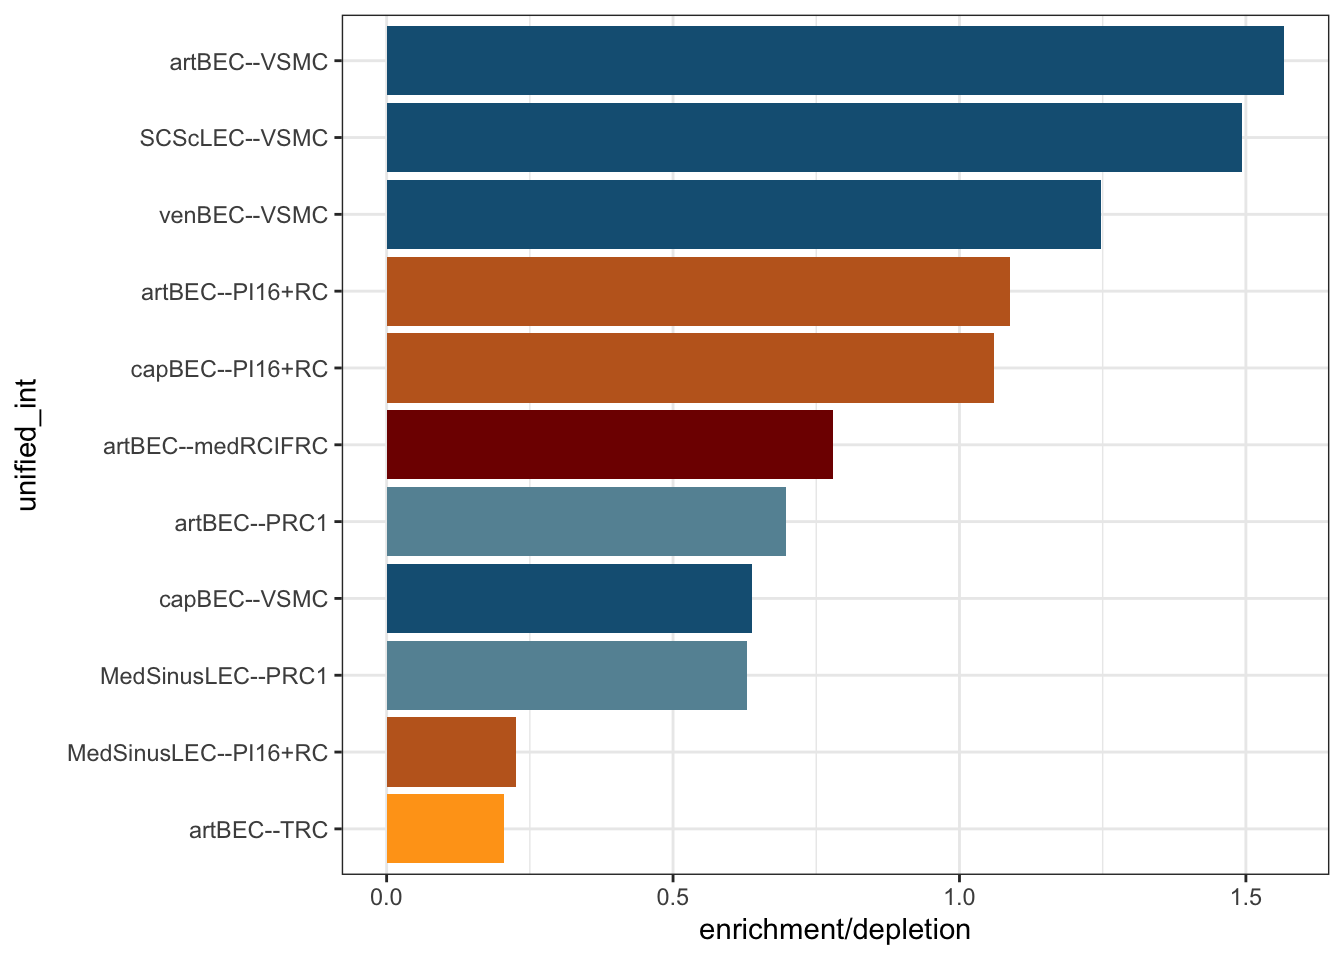 artBEC--VSMC
SCScLEC--VSMC
venBEC--VSMC
artBEC--PI16+RC
capBEC--PI16+RC
artBEC--medRCIFRC
artBEC--PRC1
capBEC--VSMC
MedSinusLEC--PRC1
MedSinusLEC--PI16+RC
artBEC--TRC
unified_int
0.0 0.5 1.0 1.5
enrichment/depletion